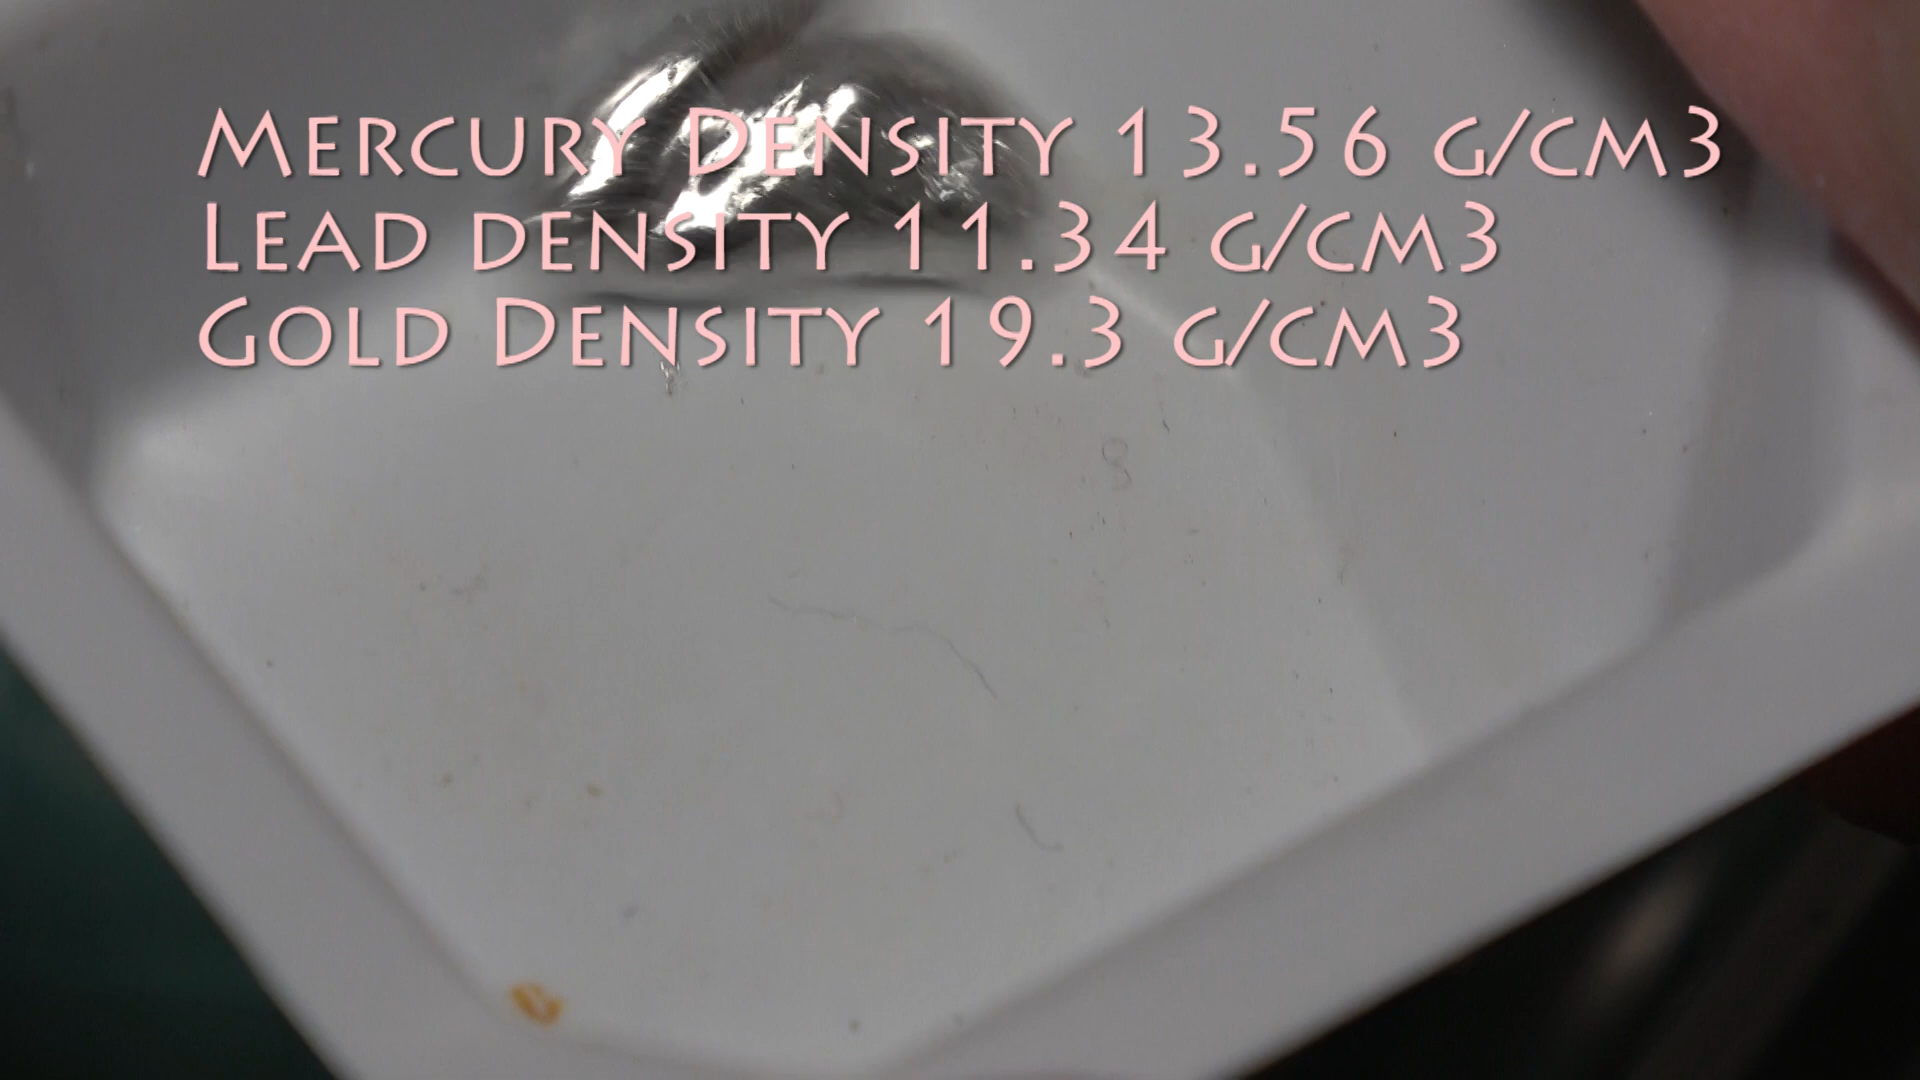 Mercury Density 13.56 g/cm3
Lead density 11.34 g/cm3
Gold Density 19.3 g/cm3